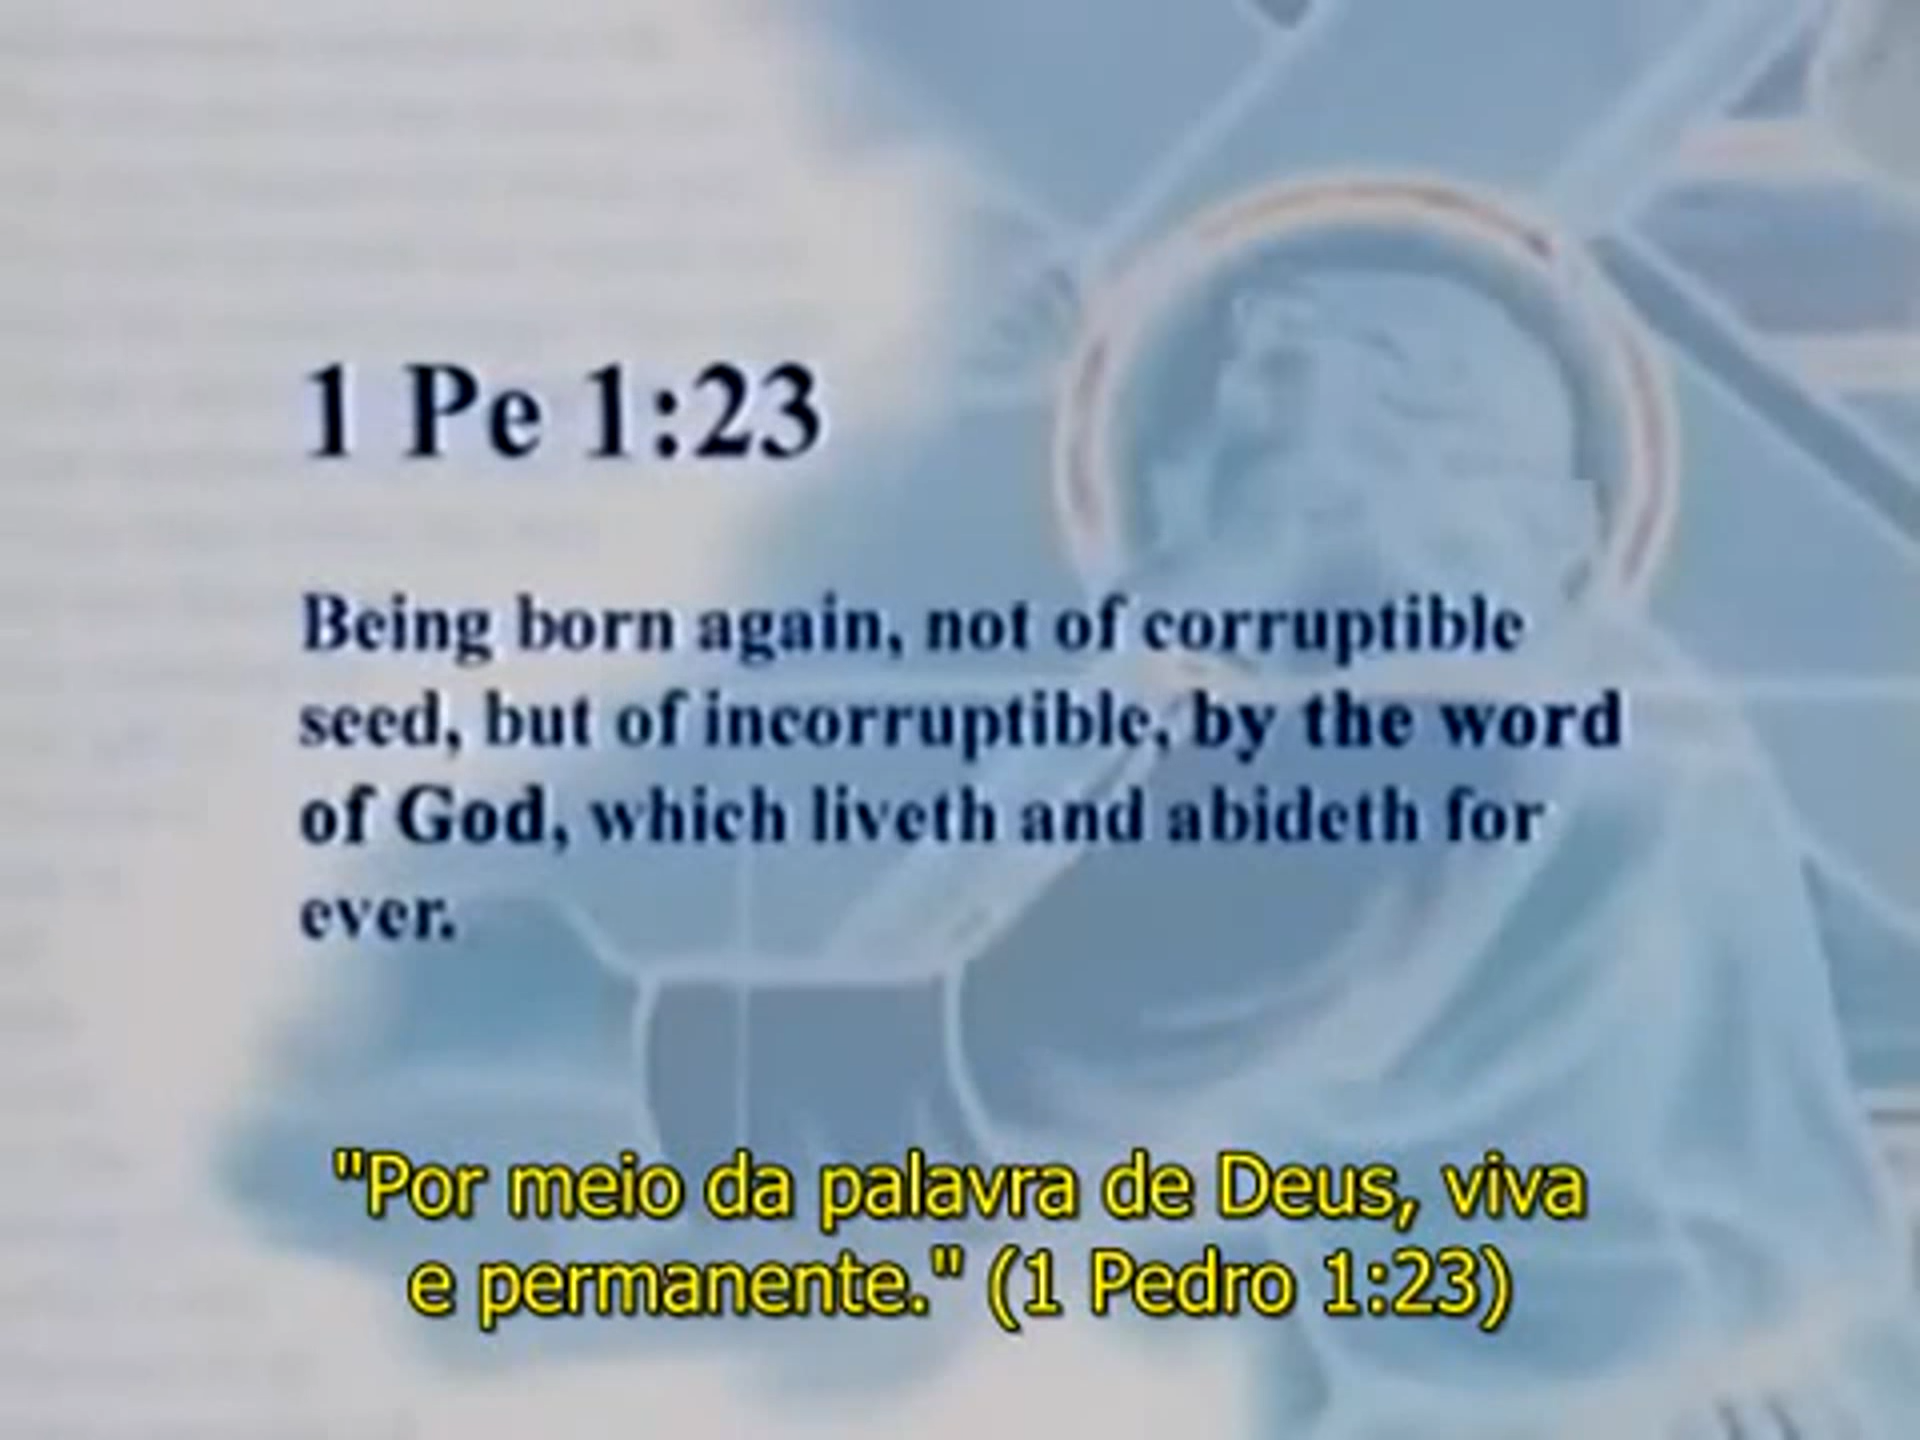 1 Pe 1:23
Being born again, not of corruptible
seed, but of incorruptible, by the word
of God, which liveth and abideth for
ever.
"Por meio da palavra de Deus, viva
e permanente." (1 Pedro 1:23)